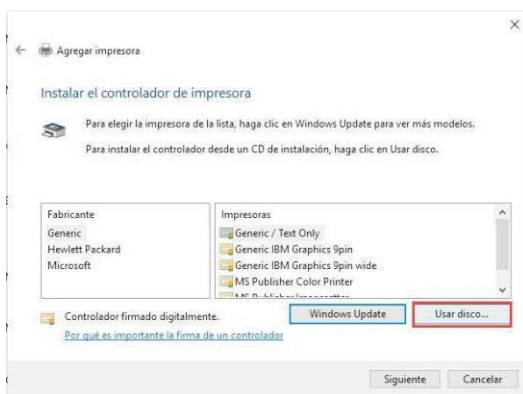 Agregar impresora
Instalar el controlador de impresora
Para elegir la impresora de la lista, haga clic en Windows Update para ver más modelos.
Para instalar el controlador desde un CD de instalación, haga clic en Usar disco.
Fabricante
Generic
Hewlett Packard
Microsoft
Impresoras
Generic / Text Only
Generic IBM Graphics 9pin
Generic IBM Graphics 9pin wide
MS Publisher Color Printer
MS Publisher Imagesetter
Controlador firmado digitalmente.
Windows Update
Usar disco...
Por qué es importante la firma de un controlador
Siguiente
Cancelar